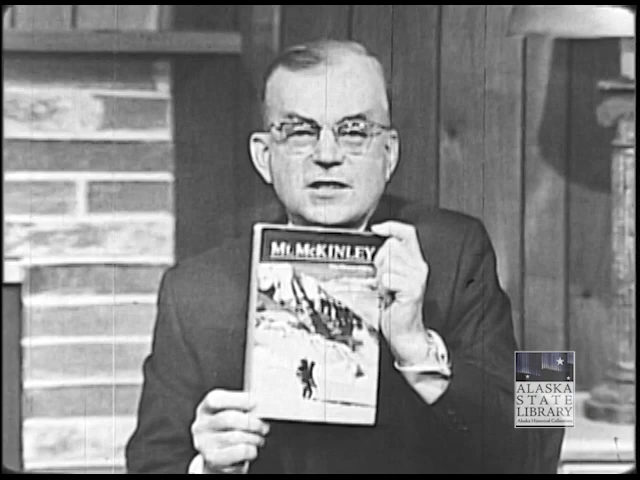 Mt. McKINLEY
ALASKA
STATE
LIBRARY
Alaska Historical Collections